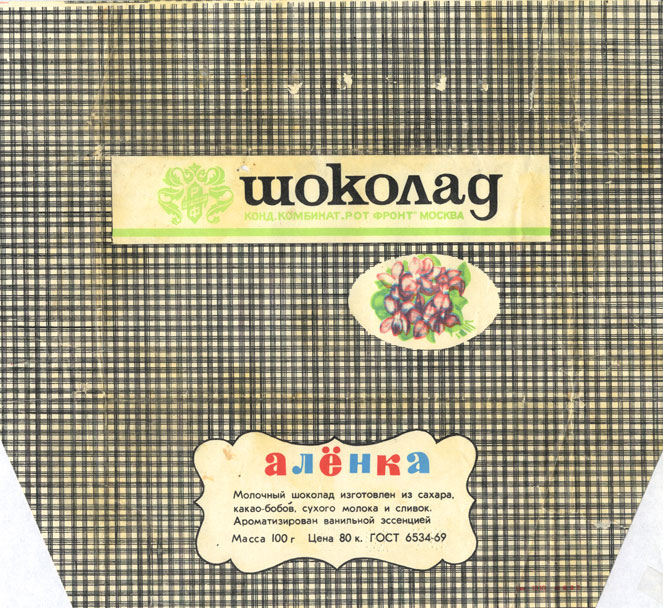 шоколад
КОНД. КОМБИНАТ „РОТ ФРОНТ” МОСКВА
алёнка
Молочный шоколад изготовлен из сахара,
какао-бобов, сухого молока и сливок.
Ароматизирован ванильной эссенцией
Масса 100 г Цена 80 к. ГОСТ 6534-69